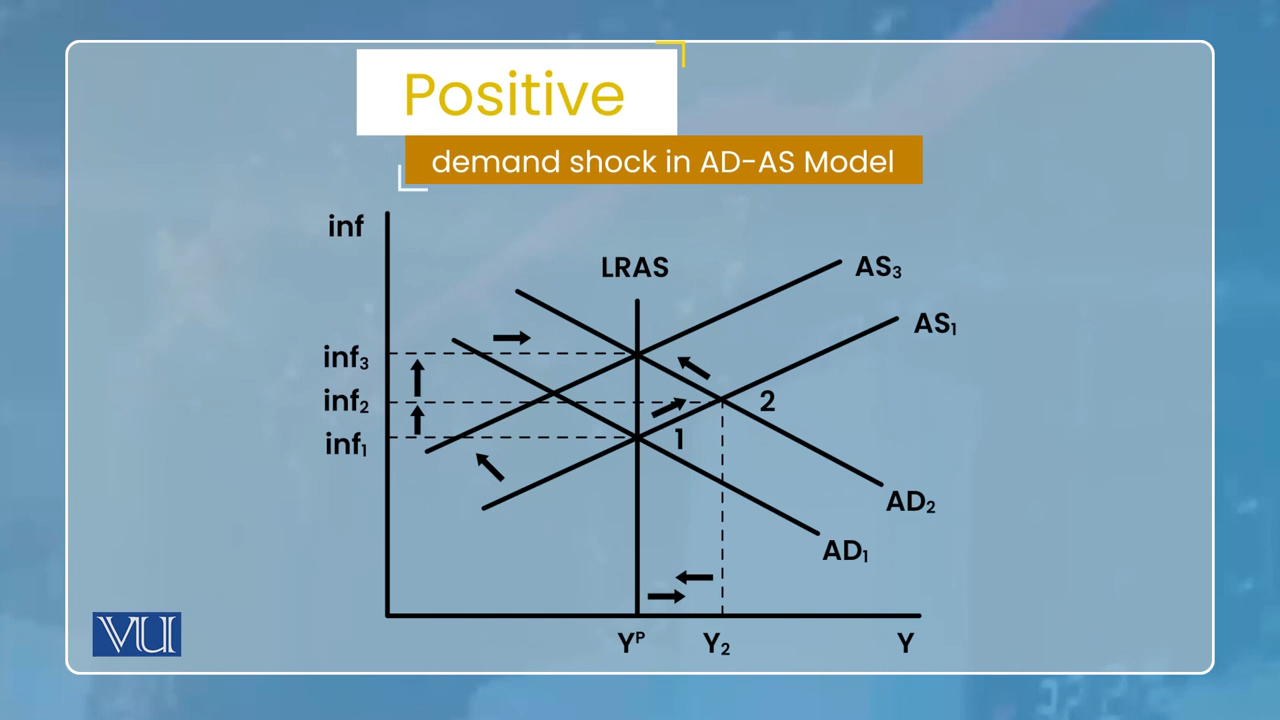 Positive
demand shock in AD-AS Model
inf
LRAS
AS₃
AS₁
inf₃
inf₂
2
inf₁
1
AD₂
AD₁
VU
Yᴾ
Y₂
Y